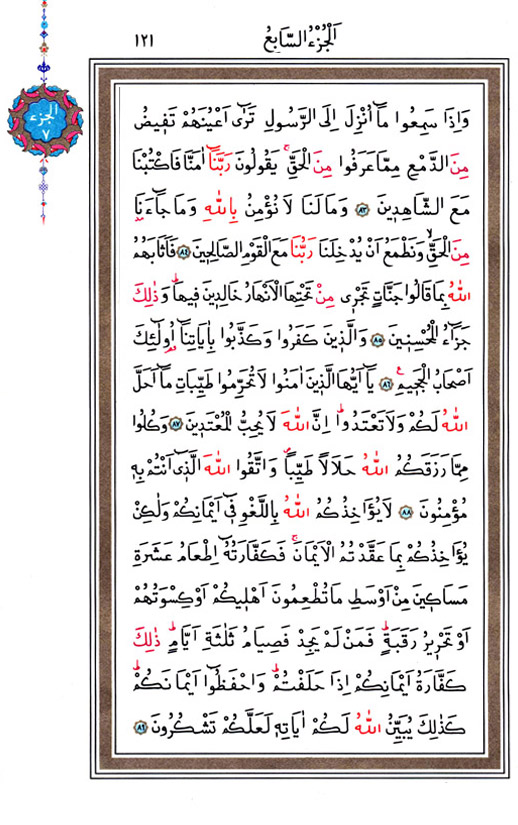 اَلْجُزْءُ السَّابِعُ
١٢١
الجزء
٧
وَاِذَا سَمِعُوا مَٓا اُنْزِلَ اِلَى الرَّسُولِ تَرٰٓى اَعْيُنَهُمْ تَف۪يضُ
مِنَ الدَّمْعِ مِمَّا عَرَفُوا مِنَ الْحَقِّۚ يَقُولُونَ رَبَّنَٓا اٰمَنَّا فَاكْتُبْنَا
مَعَ الشَّاهِد۪ينَ ﴿٨٣﴾ وَمَا لَنَا لَا نُؤْمِنُ بِاللّٰهِ وَمَا جَٓاءَنَا
مِنَ الْحَقِّۙ وَنَطْمَعُ اَنْ يُدْخِلَنَا رَبُّنَا مَعَ الْقَوْمِ الصَّالِح۪ينَ ﴿٨٤﴾ فَاَثَابَهُمُ
اللّٰهُ بِمَا قَالُوا جَنَّاتٍ تَجْر۪ي مِنْ تَحْتِهَا الْاَنْهَارُ خَالِد۪ينَ ف۪يهَاۜ وَذٰلِكَ
جَزَٓاءُ الْمُحْسِن۪ينَ ﴿٨٥﴾ وَالَّذ۪ينَ كَفَرُوا وَكَذَّبُوا بِاٰيَاتِنَٓا اُو۬لٰٓئِكَ
اَصْحَابُ الْجَح۪يمِ۟ ﴿٨٦﴾ يَٓا اَيُّهَا الَّذ۪ينَ اٰمَنُوا لَا تُحَرِّمُوا طَيِّبَاتِ مَٓا اَحَلَّ
اللّٰهُ لَكُمْ وَلَا تَعْتَدُواۜ اِنَّ اللّٰهَ لَا يُحِبُّ الْمُعْتَد۪ينَ ﴿٨٧﴾ وَكُلُوا
مِمَّا رَزَقَكُمُ اللّٰهُ حَلَالًا طَيِّبًاۖ وَاتَّقُوا اللّٰهَ الَّذ۪ٓي اَنْتُمْ بِه۪
مُؤْمِنُونَ ﴿٨٨﴾ لَا يُؤَاخِذُكُمُ اللّٰهُ بِاللَّغْوِ ف۪ٓي اَيْمَانِكُمْ وَلٰكِنْ
يُؤَاخِذُكُمْ بِمَا عَقَّدْتُمُ الْاَيْمَانَۚ فَكَفَّارَتُهُٓ اِطْعَامُ عَشَرَةِ
مَسَاك۪ينَ مِنْ اَوْسَطِ مَا تُطْعِمُونَ اَهْل۪يكُمْ اَوْ كِسْوَتُهُمْ
اَوْ تَحْر۪يرُ رَقَبَةٍۜ فَمَنْ لَمْ يَجِدْ فَصِيَامُ ثَلٰثَةِ اَيَّامٍۜ ذٰلِكَ
كَفَّارَةُ اَيْمَانِكُمْ اِذَا حَلَفْتُمْۜ وَاحْفَظُٓوا اَيْمَانَكُمْۜ
كَذٰلِكَ يُبَيِّنُ اللّٰهُ لَكُمْ اٰيَاتِه۪ لَعَلَّكُمْ تَشْكُرُونَ ﴿٨٩﴾